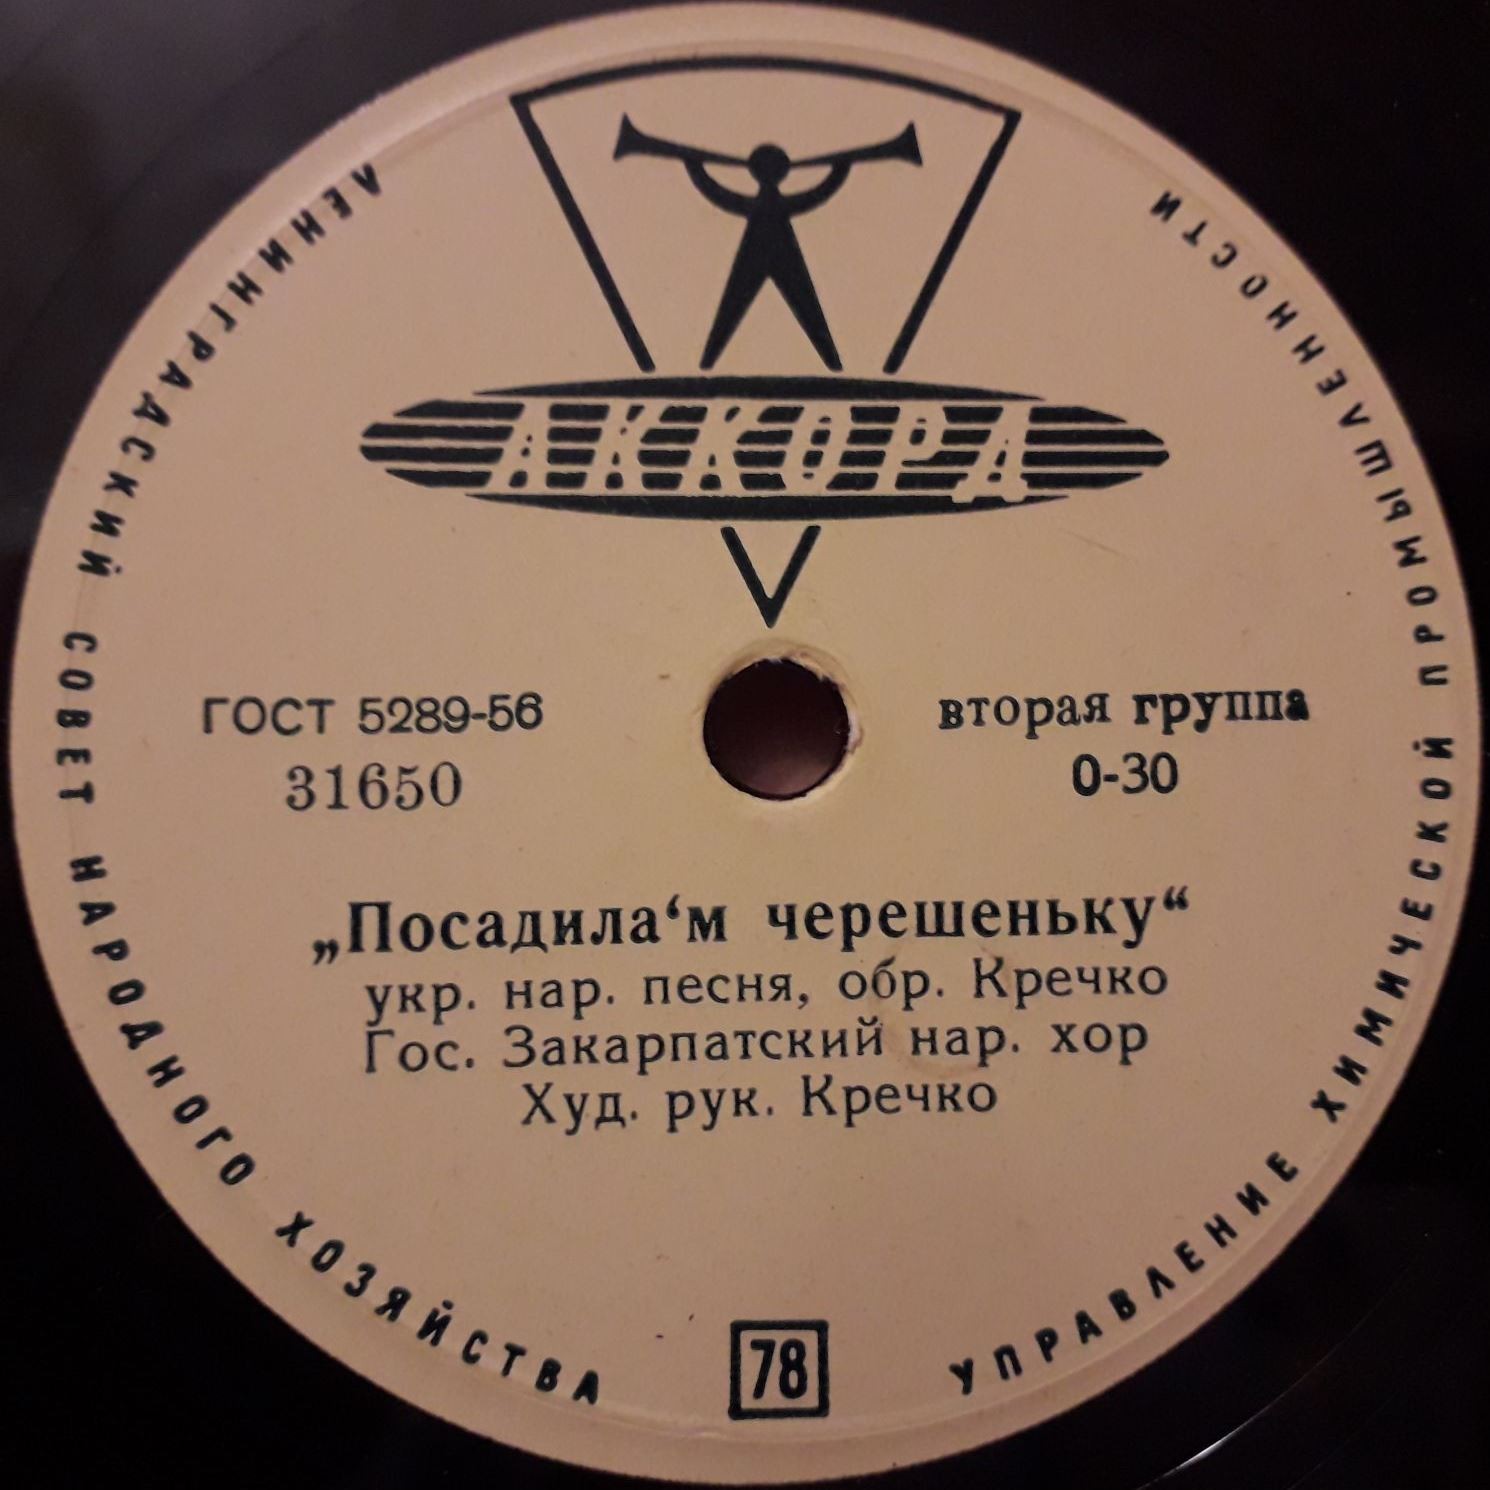 АККОРД
ЛЕНИНГРАДСКИЙ СОВЕТ НАРОДНОГО ХОЗЯЙСТВА
УПРАВЛЕНИЕ ХИМИЧЕСКОЙ ПРОМЫШЛЕННОСТИ
ГОСТ 5289-56
31650
вторая группа
0-30
„Посадила‘м черешеньку“
укр. нар. песня, обр. Кречко
Гос. Закарпатский нар. хор
Худ. рук. Кречко
78